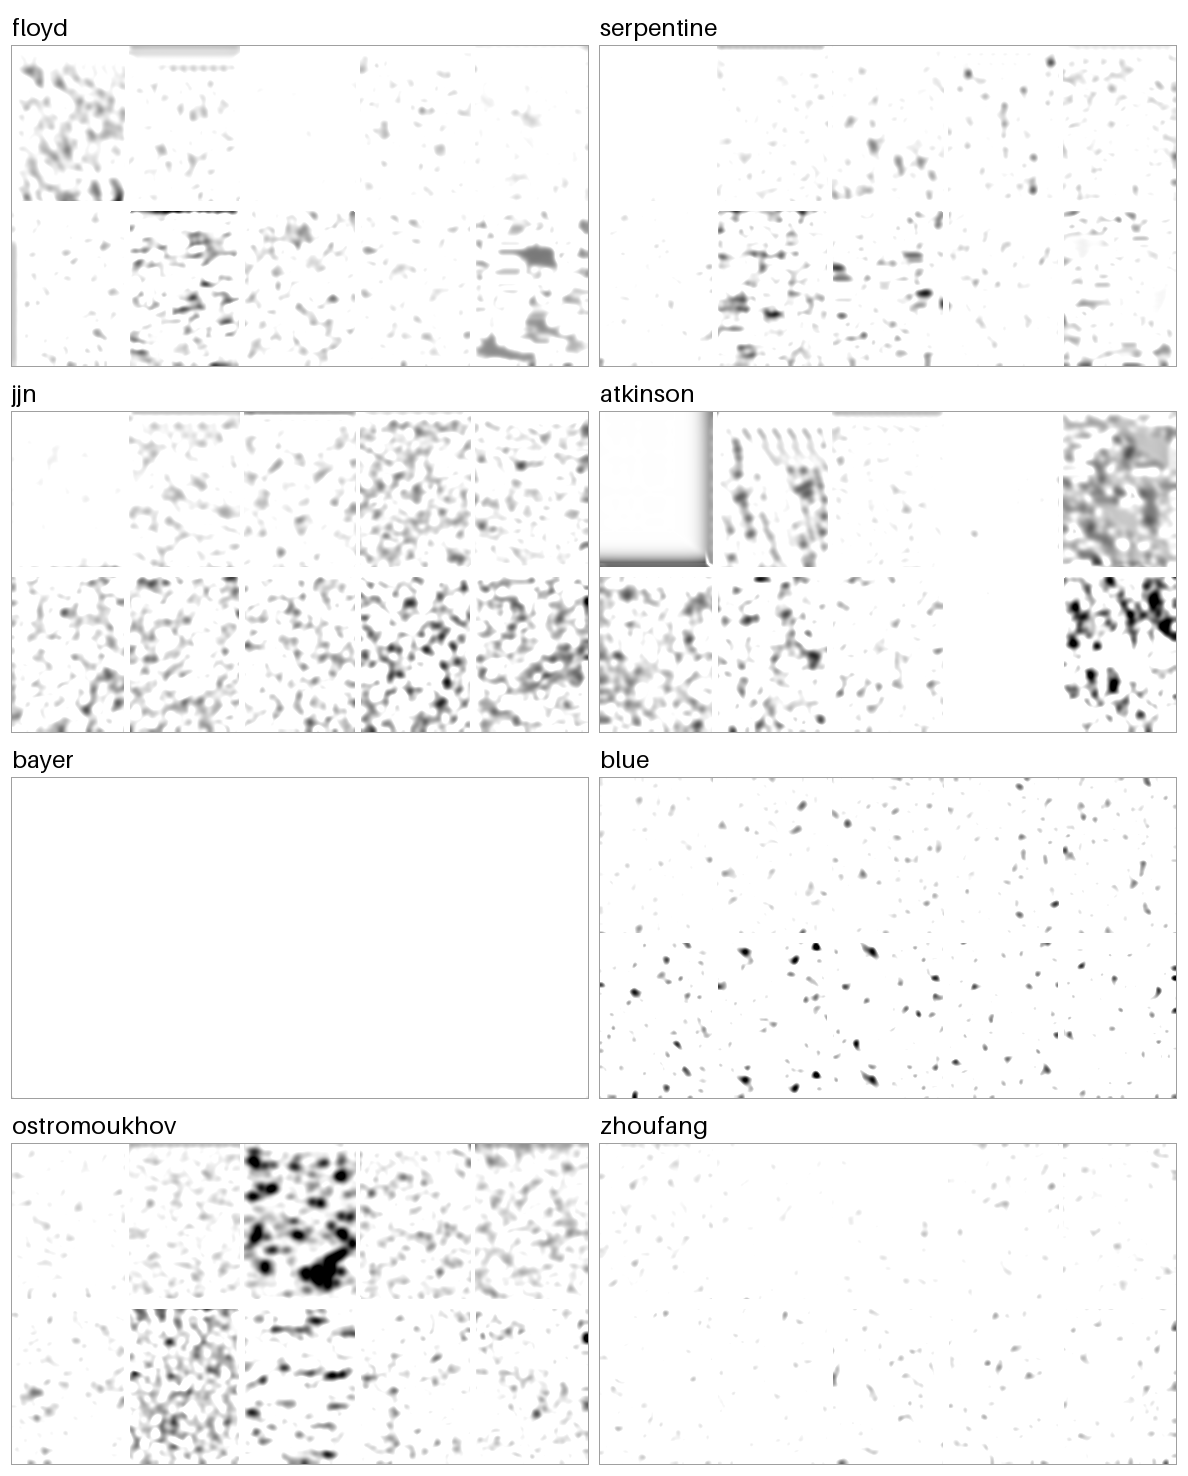 floyd
serpentine
jjn
atkinson
bayer
blue
ostromoukhov
zhoufang